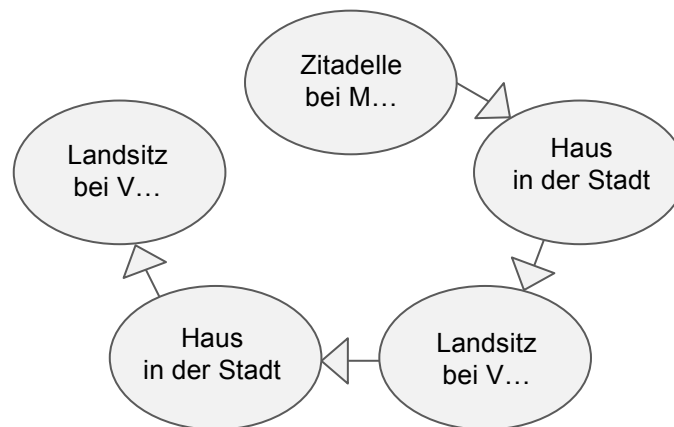 Zitadelle
bei M…
Haus
in der Stadt
Landsitz
bei V…
Haus
in der Stadt
Landsitz
bei V…